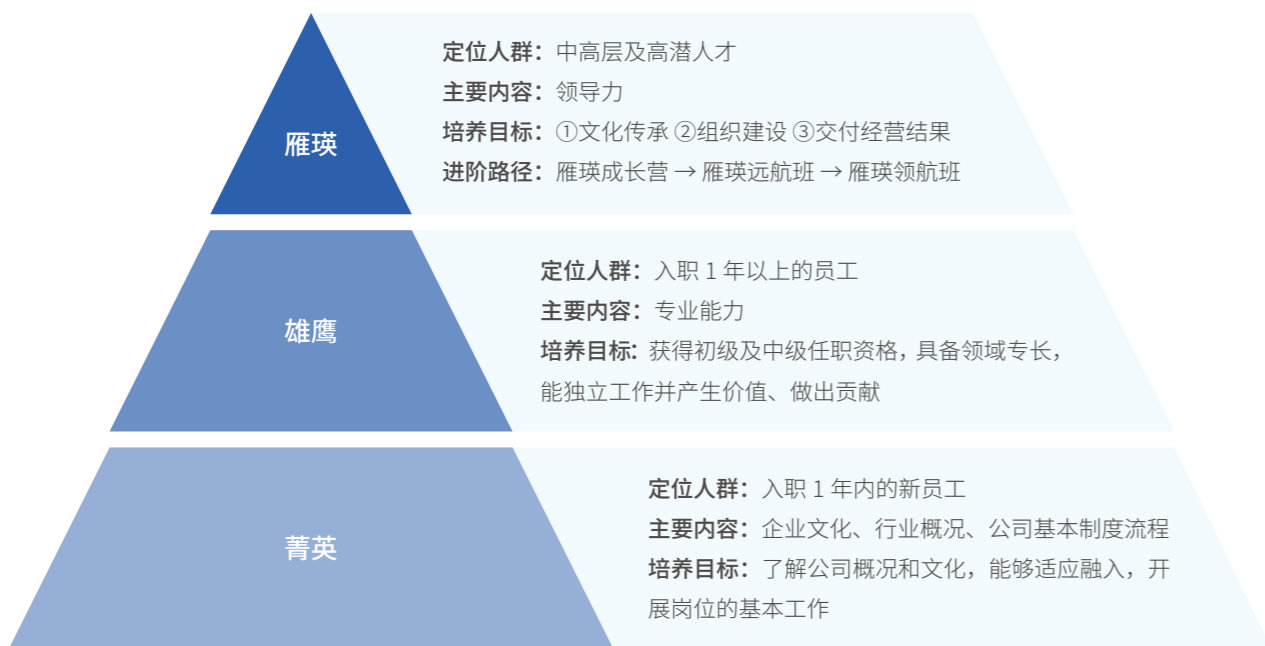 雁瑛
定位人群：中高层及高潜人才
主要内容：领导力
培养目标：①文化传承 ②组织建设 ③交付经营结果
进阶路径：雁瑛成长营 → 雁瑛远航班 → 雁瑛领航班
雄鹰
定位人群：入职 1 年以上的员工
主要内容：专业能力
培养目标：获得初级及中级任职资格，具备领域专长，
能独立工作并产生价值、做出贡献
菁英
定位人群：入职 1 年内的新员工
主要内容：企业文化、行业概况、公司基本制度流程
培养目标：了解公司概况和文化，能够适应融入，开
展岗位的基本工作